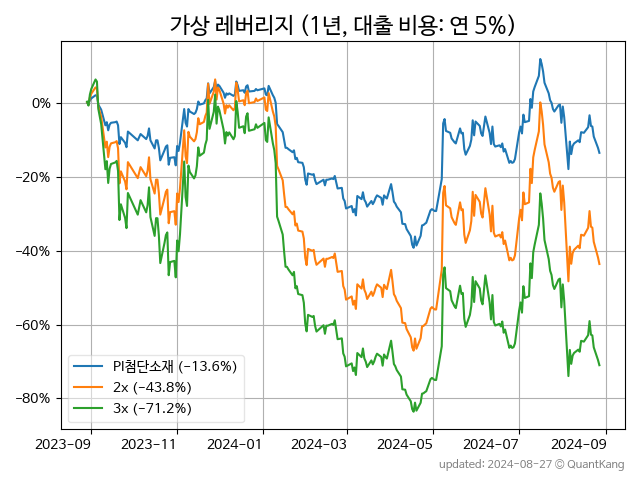 가상 레버리지 (1년, 대출 비용: 연 5%)
0%
−20%
−40%
−60%
−80%
PI첨단소재 (−13.6%)
2x (−43.8%)
3x (−71.2%)
2023-09 2023-11 2024-01 2024-03 2024-05 2024-07 2024-09
updated: 2024-08-27 © QuantKang